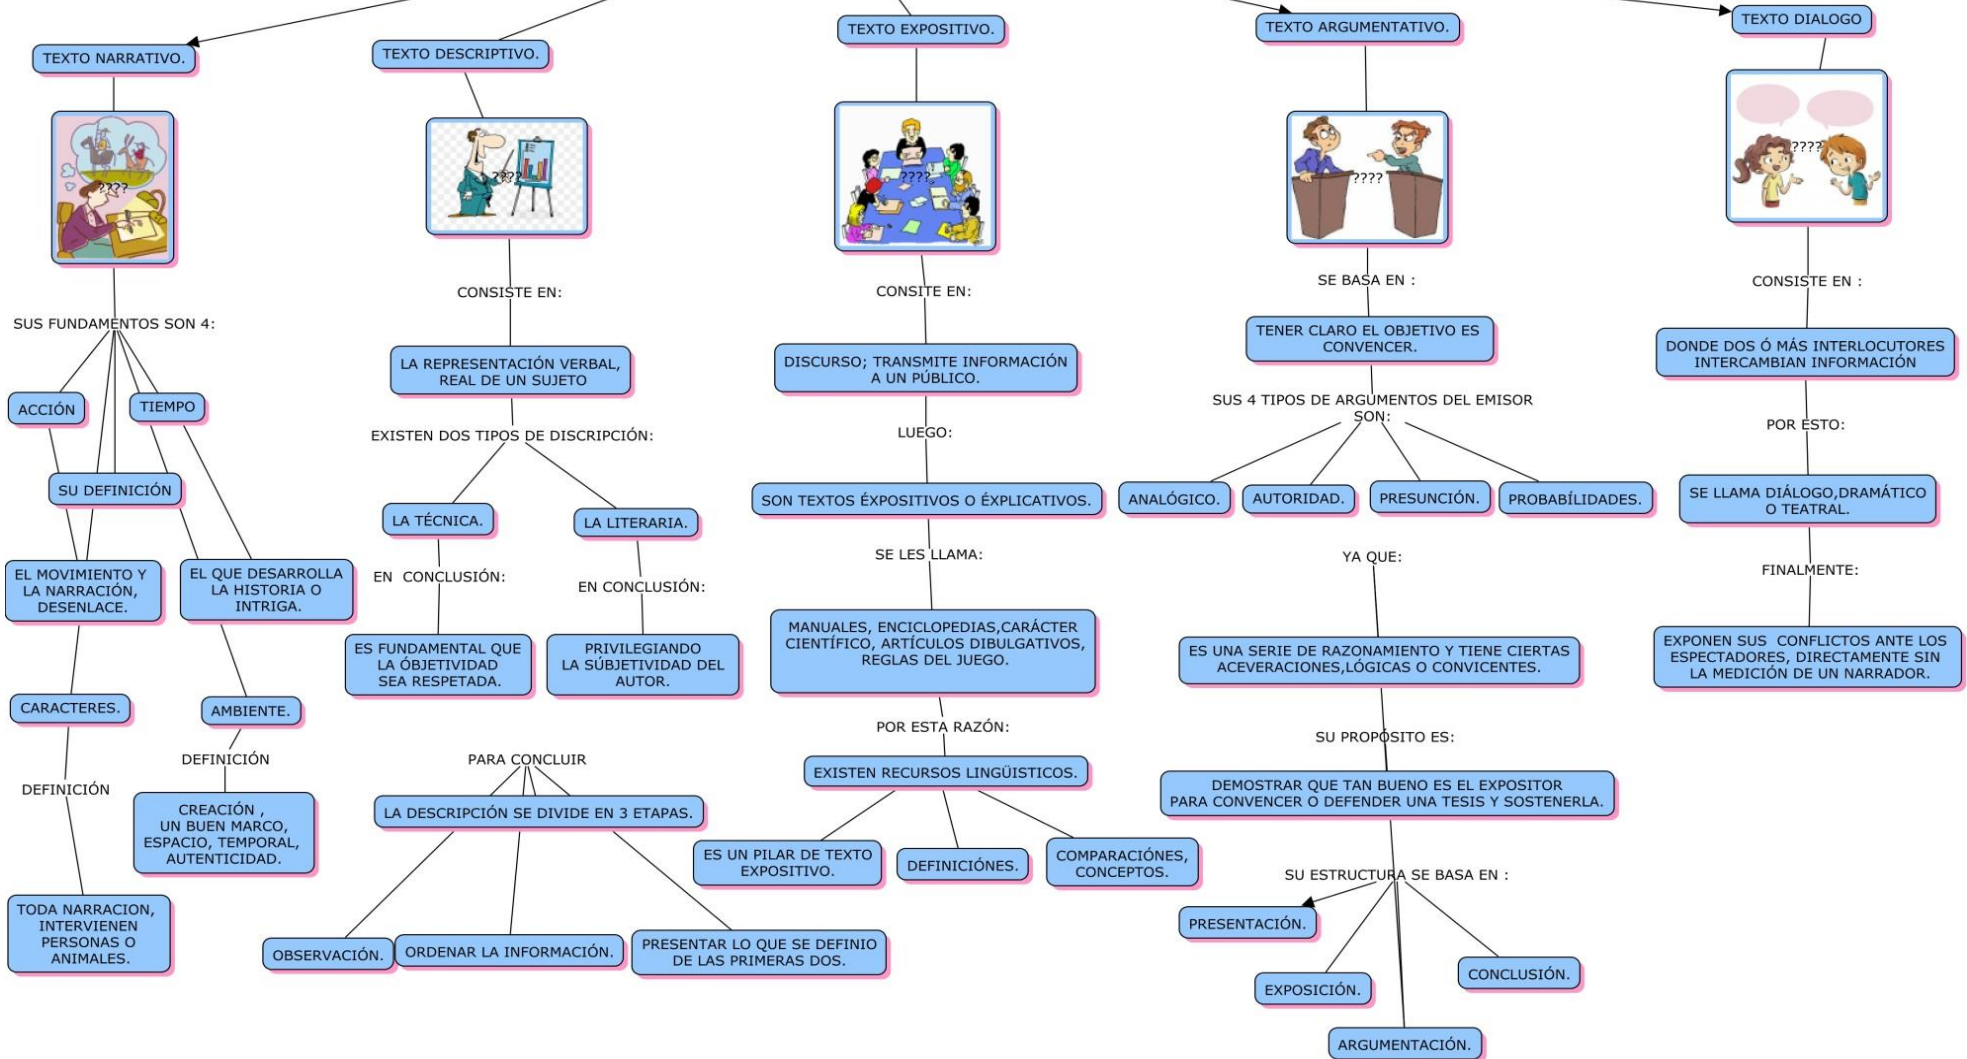 TEXTO NARRATIVO.
????
SUS FUNDAMENTOS SON 4:
ACCIÓN
TIEMPO
SU DEFINICIÓN
EL MOVIMIENTO Y
LA NARRACIÓN,
DESENLACE.
EL QUE DESARROLLA
LA HISTORIA O
INTRIGA.
CARACTERES.
AMBIENTE.
DEFINICIÓN
DEFINICIÓN
CREACIÓN ,
UN BUEN MARCO,
ESPACIO, TEMPORAL,
AUTENTICIDAD.
TODA NARRACION,
INTERVIENEN
PERSONAS O
ANIMALES.
TEXTO DESCRIPTIVO.
????
CONSISTE EN:
LA REPRESENTACIÓN VERBAL,
REAL DE UN SUJETO
EXISTEN DOS TIPOS DE DISCRIPCIÓN:
LA TÉCNICA.
LA LITERARIA.
EN CONCLUSIÓN:
EN CONCLUSIÓN:
ES FUNDAMENTAL QUE
LA ÓBJETIVIDAD
SEA RESPETADA.
PRIVILEGIANDO
LA SÚBJETIVIDAD DEL
AUTOR.
PARA CONCLUIR
LA DESCRIPCIÓN SE DIVIDE EN 3 ETAPAS.
OBSERVACIÓN.
ORDENAR LA INFORMACIÓN.
PRESENTAR LO QUE SE DEFINIO
DE LAS PRIMERAS DOS.
TEXTO EXPOSITIVO.
????
CONSITE EN:
DISCURSO; TRANSMITE INFORMACIÓN
A UN PÚBLICO.
LUEGO:
SON TEXTOS ÉXPOSITIVOS O ÉXPLICATIVOS.
SE LES LLAMA:
MANUALES, ENCICLOPEDIAS,CARÁCTER
CIENTÍFICO, ARTÍCULOS DIBULGATIVOS,
REGLAS DEL JUEGO.
POR ESTA RAZÓN:
EXISTEN RECURSOS LINGÜISTICOS.
ES UN PILAR DE TEXTO
EXPOSITIVO.
DEFINICIÓNES.
COMPARACIÓNES,
CONCEPTOS.
TEXTO ARGUMENTATIVO.
????
SE BASA EN :
TENER CLARO EL OBJETIVO ES
CONVENCER.
SUS 4 TIPOS DE ARGUMENTOS DEL EMISOR
SON:
ANALÓGICO.
AUTORIDAD.
PRESUNCIÓN.
PROBABÍLIDADES.
YA QUE:
ES UNA SERIE DE RAZONAMIENTO Y TIENE CIERTAS
ACEVERACIONES,LÓGICAS O CONVICENTES.
SU PROPÓSITO ES:
DEMOSTRAR QUE TAN BUENO ES EL EXPOSITOR
PARA CONVENCER O DEFENDER UNA TESIS Y SOSTENERLA.
SU ESTRUCTURA SE BASA EN :
PRESENTACIÓN.
EXPOSICIÓN.
ARGUMENTACIÓN.
CONCLUSIÓN.
TEXTO DIALOGO
????
CONSISTE EN :
DONDE DOS Ó MÁS INTERLOCUTORES
INTERCAMBIAN INFORMACIÓN
POR ESTO:
SE LLAMA DIÁLOGO,DRAMÁTICO
O TEATRAL.
FINALMENTE:
EXPONEN SUS CONFLICTOS ANTE LOS
ESPECTADORES, DIRECTAMENTE SIN
LA MEDICIÓN DE UN NARRADOR.